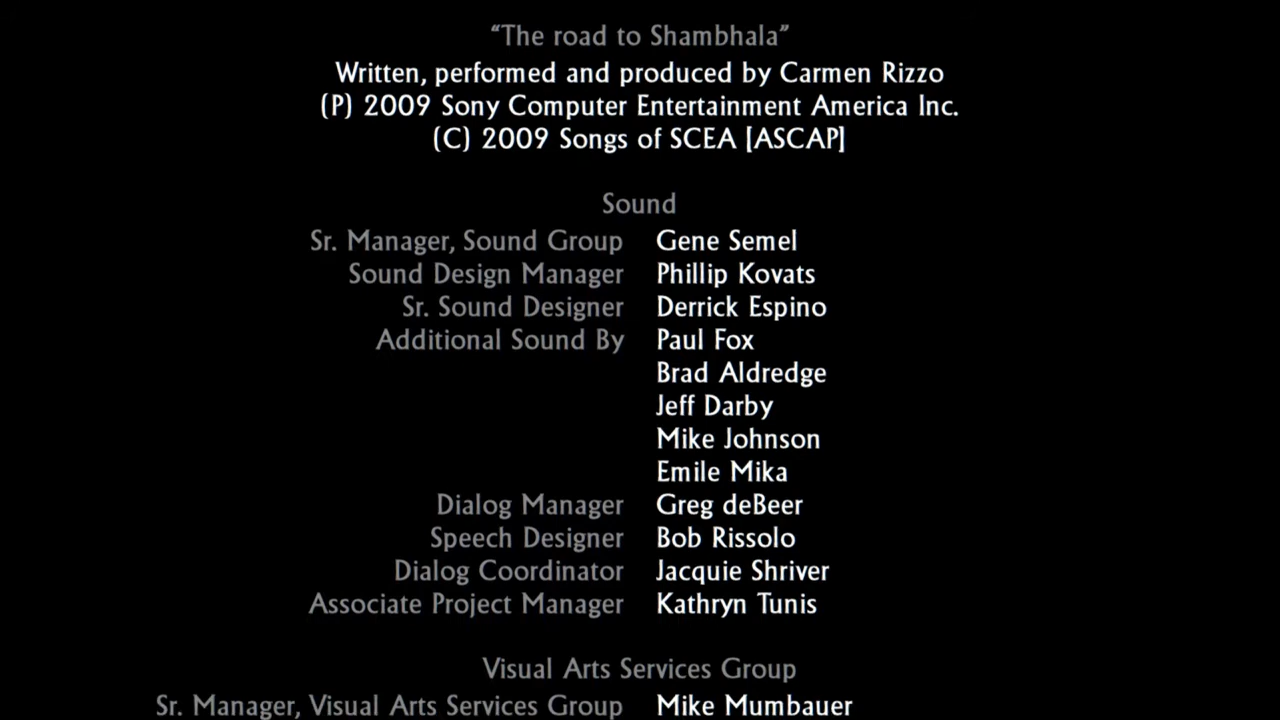 “The road to Shambhala”
Written, performed and produced by Carmen Rizzo
(P) 2009 Sony Computer Entertainment America Inc.
(C) 2009 Songs of SCEA [ASCAP]
Sound
Sr. Manager, Sound Group Gene Semel
Sound Design Manager Phillip Kovats
Sr. Sound Designer Derrick Espino
Additional Sound By Paul Fox
Brad Aldredge
Jeff Darby
Mike Johnson
Emile Mika
Dialog Manager Greg deBeer
Speech Designer Bob Rissolo
Dialog Coordinator Jacquie Shriver
Associate Project Manager Kathryn Tunis
Visual Arts Services Group
Sr. Manager, Visual Arts Services Group Mike Mumbauer